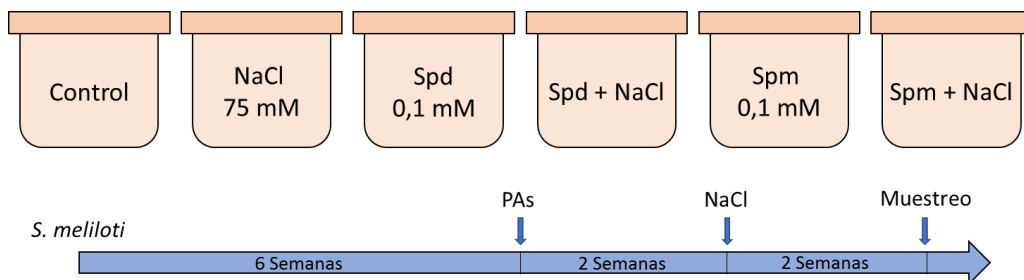 Control
NaCl
75 mM
Spd
0,1 mM
Spd + NaCl
Spm
0,1 mM
Spm + NaCl
PAs
NaCl
Muestreo
S. meliloti
6 Semanas
2 Semanas
2 Semanas